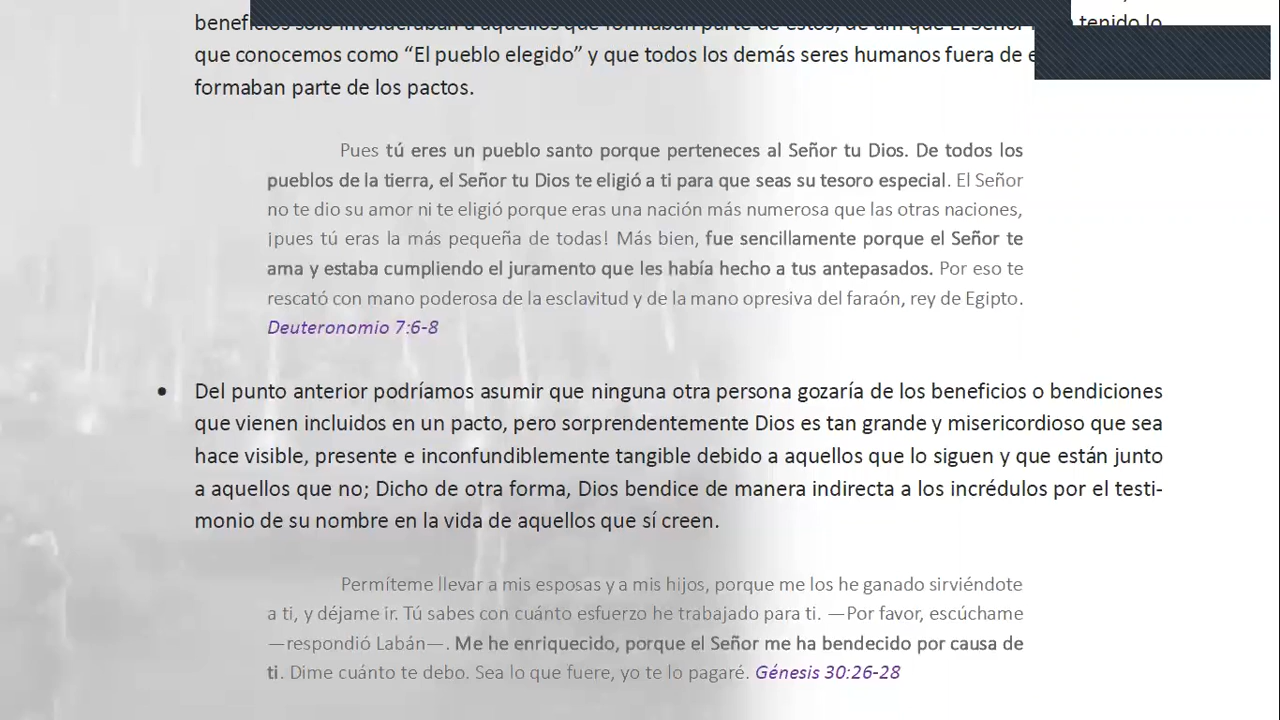 beneficios solo involucraban a aquellos que formaban parte de estos, de ahí que El Señor tenido lo
que conocemos como “El pueblo elegido” y que todos los demás seres humanos fuera de
formaban parte de los pactos.
Pues tú eres un pueblo santo porque perteneces al Señor tu Dios. De todos los
pueblos de la tierra, el Señor tu Dios te eligió a ti para que seas su tesoro especial. El Señor
no te dio su amor ni te eligió porque eras una nación más numerosa que las otras naciones,
¡pues tú eras la más pequeña de todas! Más bien, fue sencillamente porque el Señor te
ama y estaba cumpliendo el juramento que les había hecho a tus antepasados. Por eso te
rescató con mano poderosa de la esclavitud y de la mano opresiva del faraón, rey de Egipto.
Deuteronomio 7:6-8
• Del punto anterior podríamos asumir que ninguna otra persona gozaría de los beneficios o bendiciones
que vienen incluidos en un pacto, pero sorprendentemente Dios es tan grande y misericordioso que sea
hace visible, presente e inconfundiblemente tangible debido a aquellos que lo siguen y que están junto
a aquellos que no; Dicho de otra forma, Dios bendice de manera indirecta a los incrédulos por el testi-
monio de su nombre en la vida de aquellos que sí creen.
Permíteme llevar a mis esposas y a mis hijos, porque me los he ganado sirviéndote
a ti, y déjame ir. Tú sabes con cuánto esfuerzo he trabajado para ti. —Por favor, escúchame
—respondió Labán—. Me he enriquecido, porque el Señor me ha bendecido por causa de
ti. Dime cuánto te debo. Sea lo que fuere, yo te lo pagaré. Génesis 30:26-28